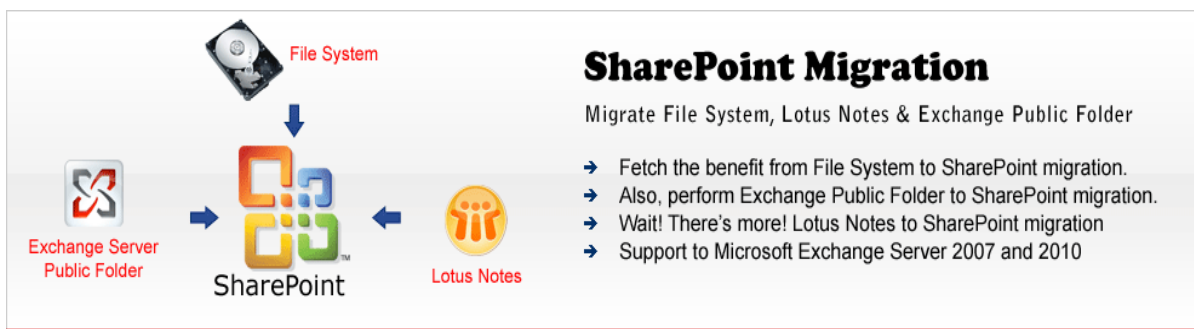 File System
Exchange Server
Public Folder
SharePoint
TM
Lotus Notes
SharePoint Migration
Migrate File System, Lotus Notes & Exchange Public Folder
Fetch the benefit from File System to SharePoint migration.
Also, perform Exchange Public Folder to SharePoint migration.
Wait! There's more! Lotus Notes to SharePoint migration
Support to Microsoft Exchange Server 2007 and 2010